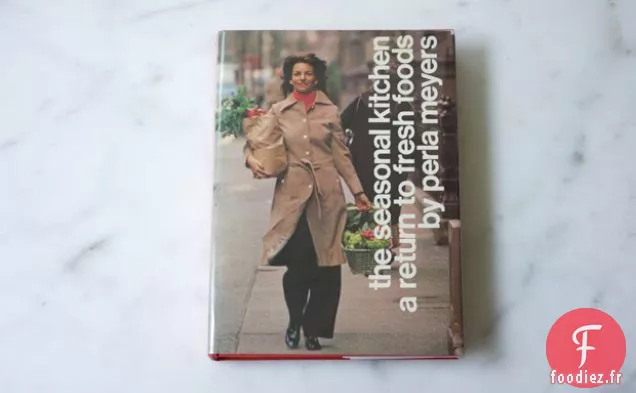 the seasonal kitchen
a return to fresh foods
by perla meyers
F
foodiez.fr